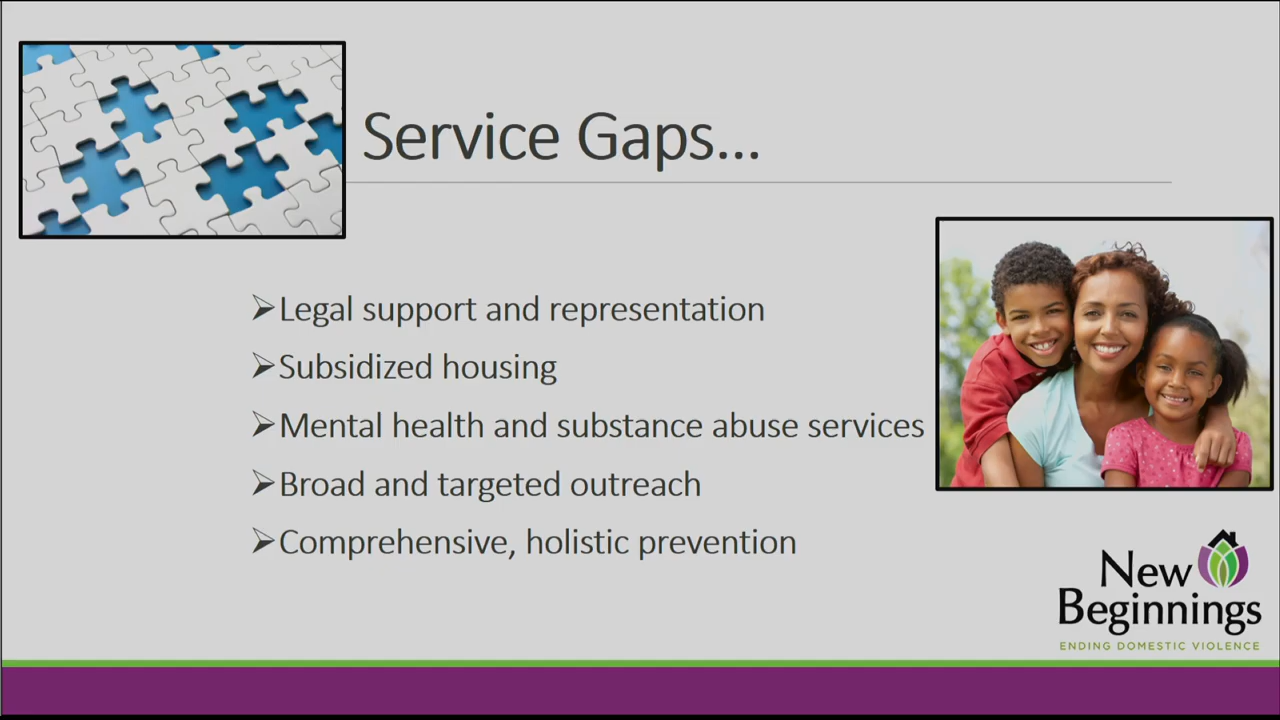 Service Gaps...
Legal support and representation
Subsidized housing
Mental health and substance abuse services
Broad and targeted outreach
Comprehensive, holistic prevention
New
Beginnings
ENDING DOMESTIC VIOLENCE